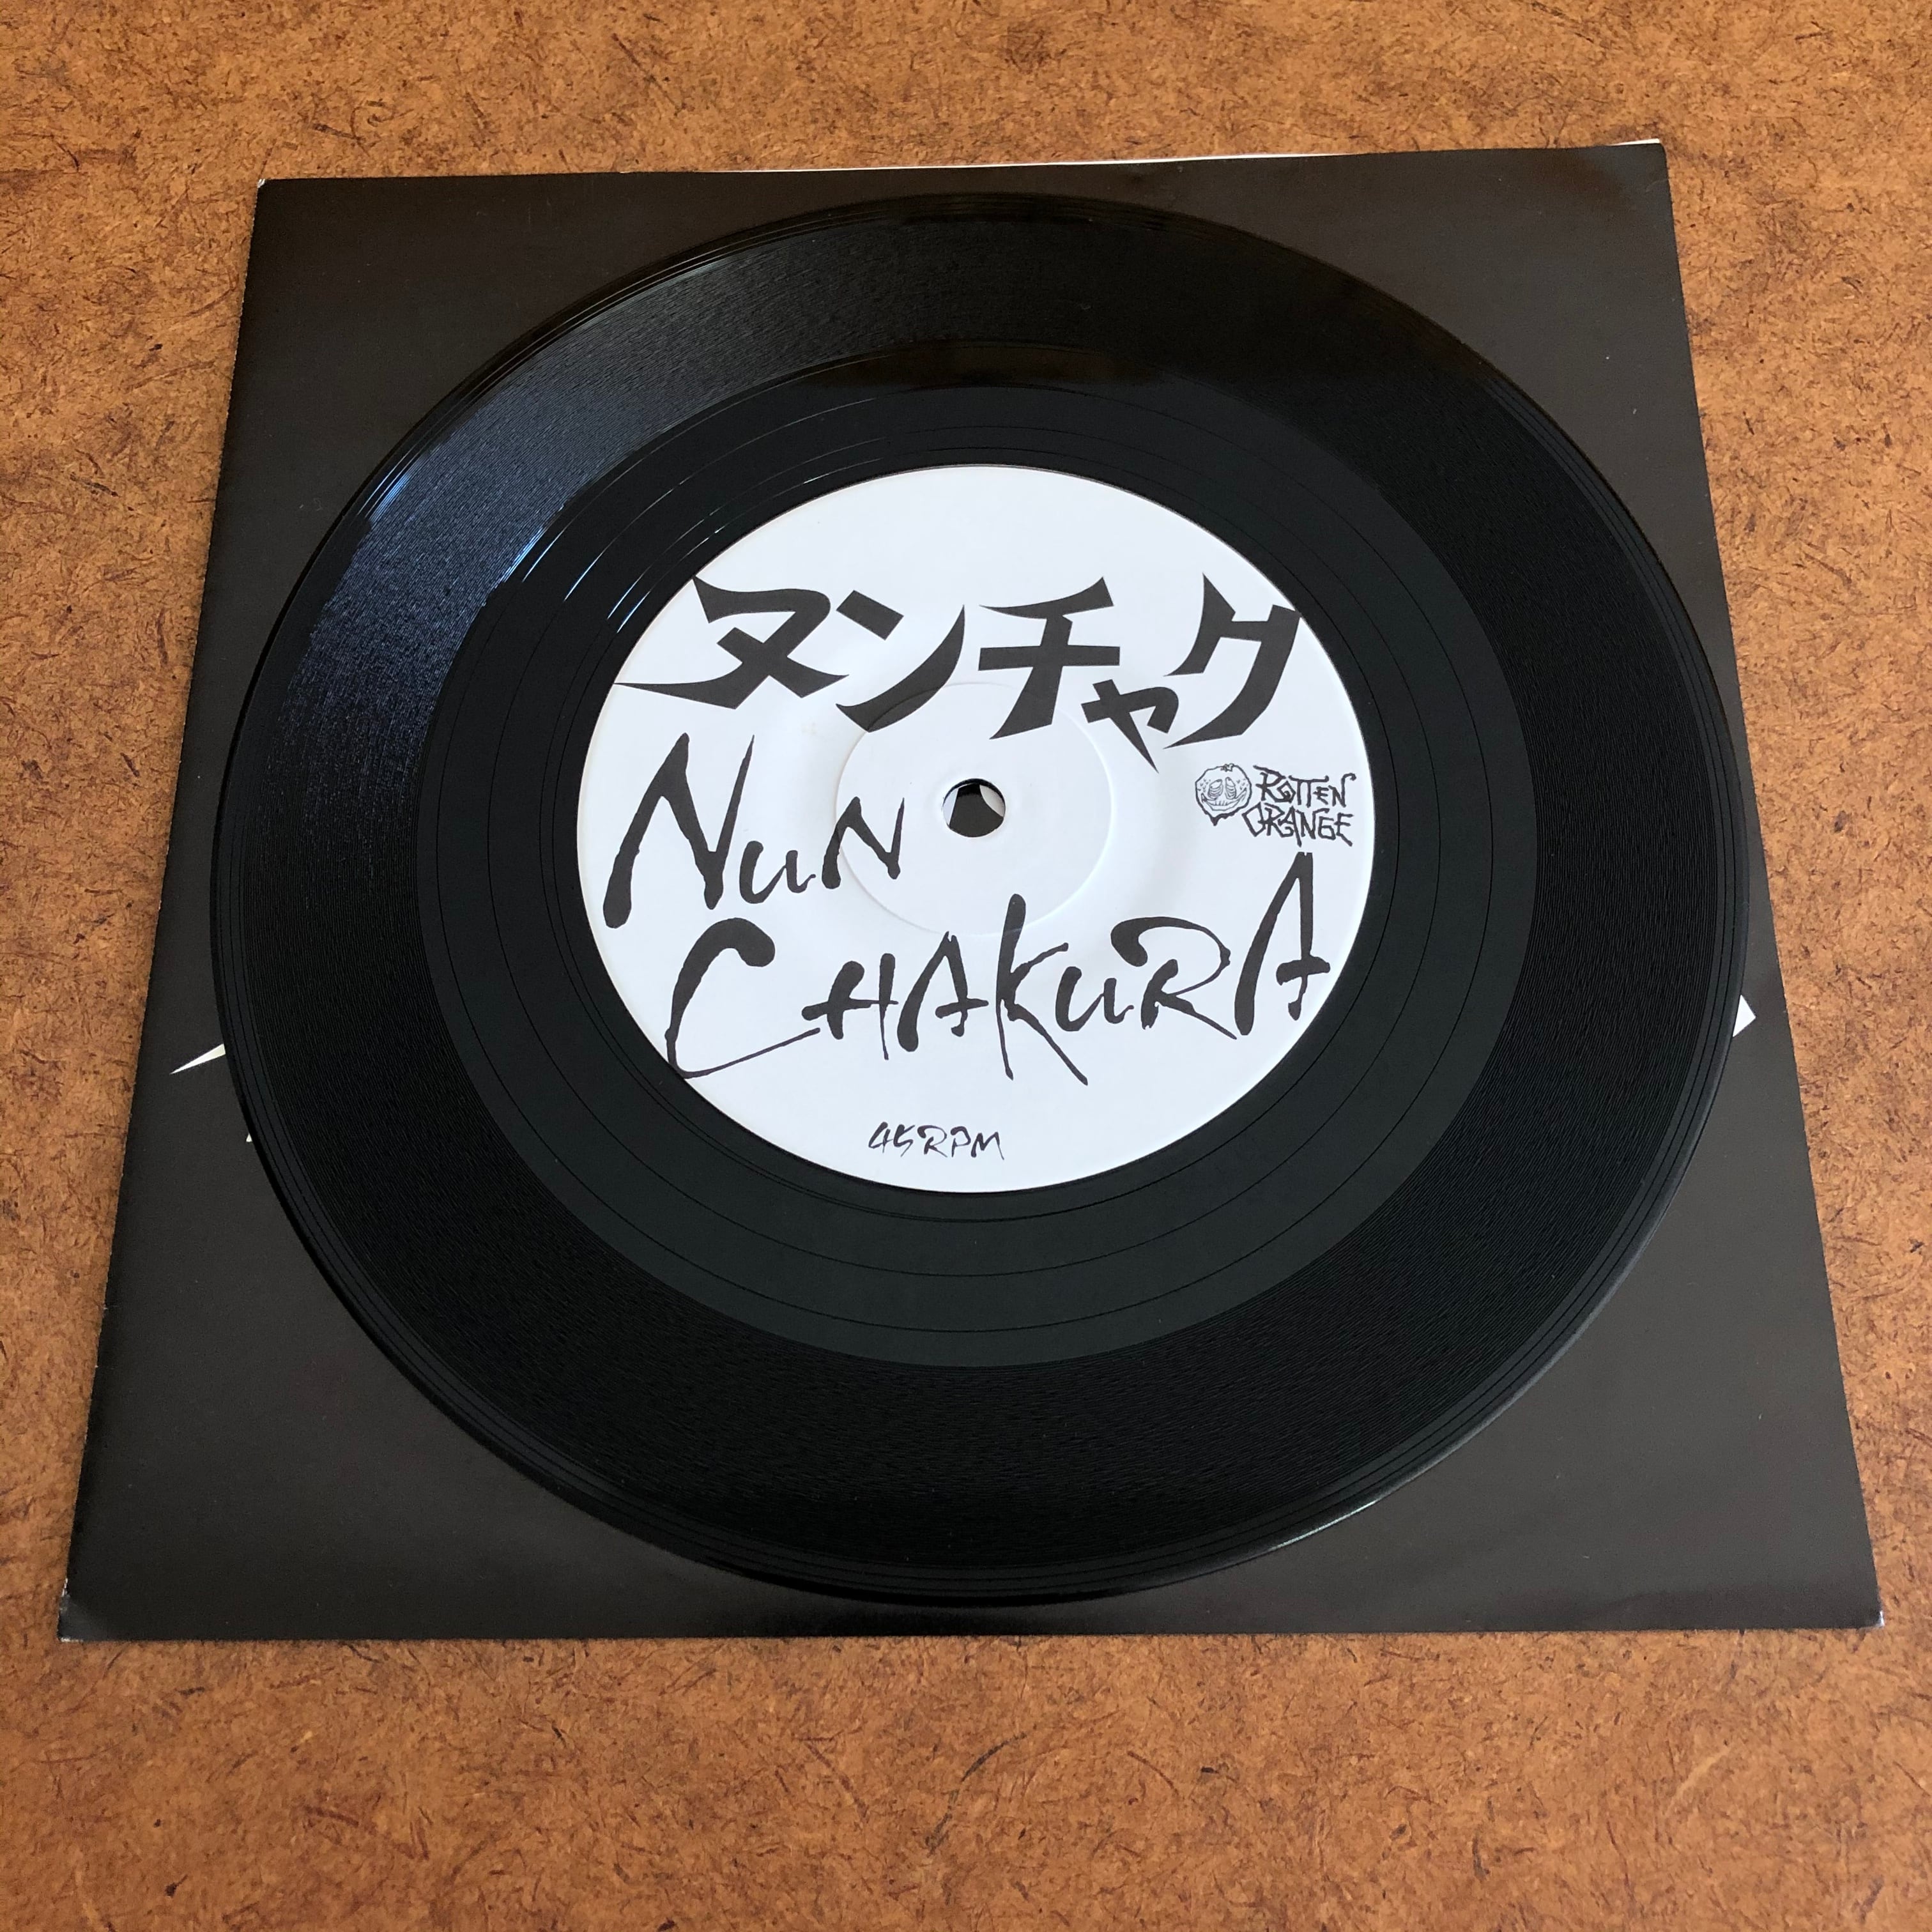 ヌンチャク
NuN
ROTTEN
ORANGE
CHAKuRA
45RPM